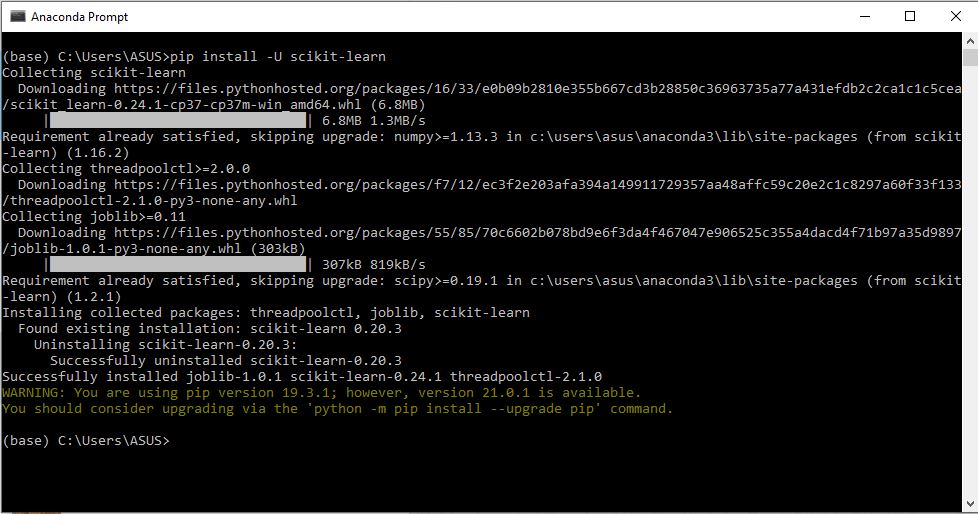 Anaconda Prompt
(base) C:\Users\ASUS>pip install -U scikit-learn
Collecting scikit-learn
  Downloading https://files.pythonhosted.org/packages/16/33/e0b09b2810e355b667cd3b28850c36963735a77a431efdb2c2ca1c1c5cea
/scikit_learn-0.24.1-cp37-cp37m-win_amd64.whl (6.8MB)
     |                                | 6.8MB 1.3MB/s
Requirement already satisfied, skipping upgrade: numpy>=1.13.3 in c:\users\asus\anaconda3\lib\site-packages (from scikit
-learn) (1.16.2)
Collecting threadpoolctl>=2.0.0
  Downloading https://files.pythonhosted.org/packages/f7/12/ec3f2e203afa394a149911729357aa48affc59c20e2c1c8297a60f33f133
/threadpoolctl-2.1.0-py3-none-any.whl
Collecting joblib>=0.11
  Downloading https://files.pythonhosted.org/packages/55/85/70c6602b078bd9e6f3da4f467047e906525c355a4dacd4f71b97a35d9897
/joblib-1.0.1-py3-none-any.whl (303kB)
     |                                | 307kB 819kB/s
Requirement already satisfied, skipping upgrade: scipy>=0.19.1 in c:\users\asus\anaconda3\lib\site-packages (from scikit
-learn) (1.2.1)
Installing collected packages: threadpoolctl, joblib, scikit-learn
  Found existing installation: scikit-learn 0.20.3
    Uninstalling scikit-learn-0.20.3:
      Successfully uninstalled scikit-learn-0.20.3
Successfully installed joblib-1.0.1 scikit-learn-0.24.1 threadpoolctl-2.1.0
WARNING: You are using pip version 19.3.1; however, version 21.0.1 is available.
You should consider upgrading via the 'python -m pip install --upgrade pip' command.
(base) C:\Users\ASUS>